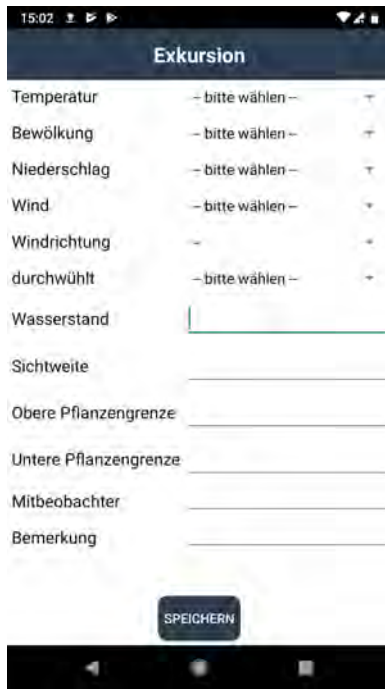 15:02
Exkursion
Temperatur -- bitte wählen --
Bewölkung -- bitte wählen --
Niederschlag -- bitte wählen --
Wind -- bitte wählen --
Windrichtung --
durchwühlt -- bitte wählen --
Wasserstand
Sichtweite
Obere Pflanzengrenze
Untere Pflanzengrenze
Mitbeobachter
Bemerkung
SPEICHERN